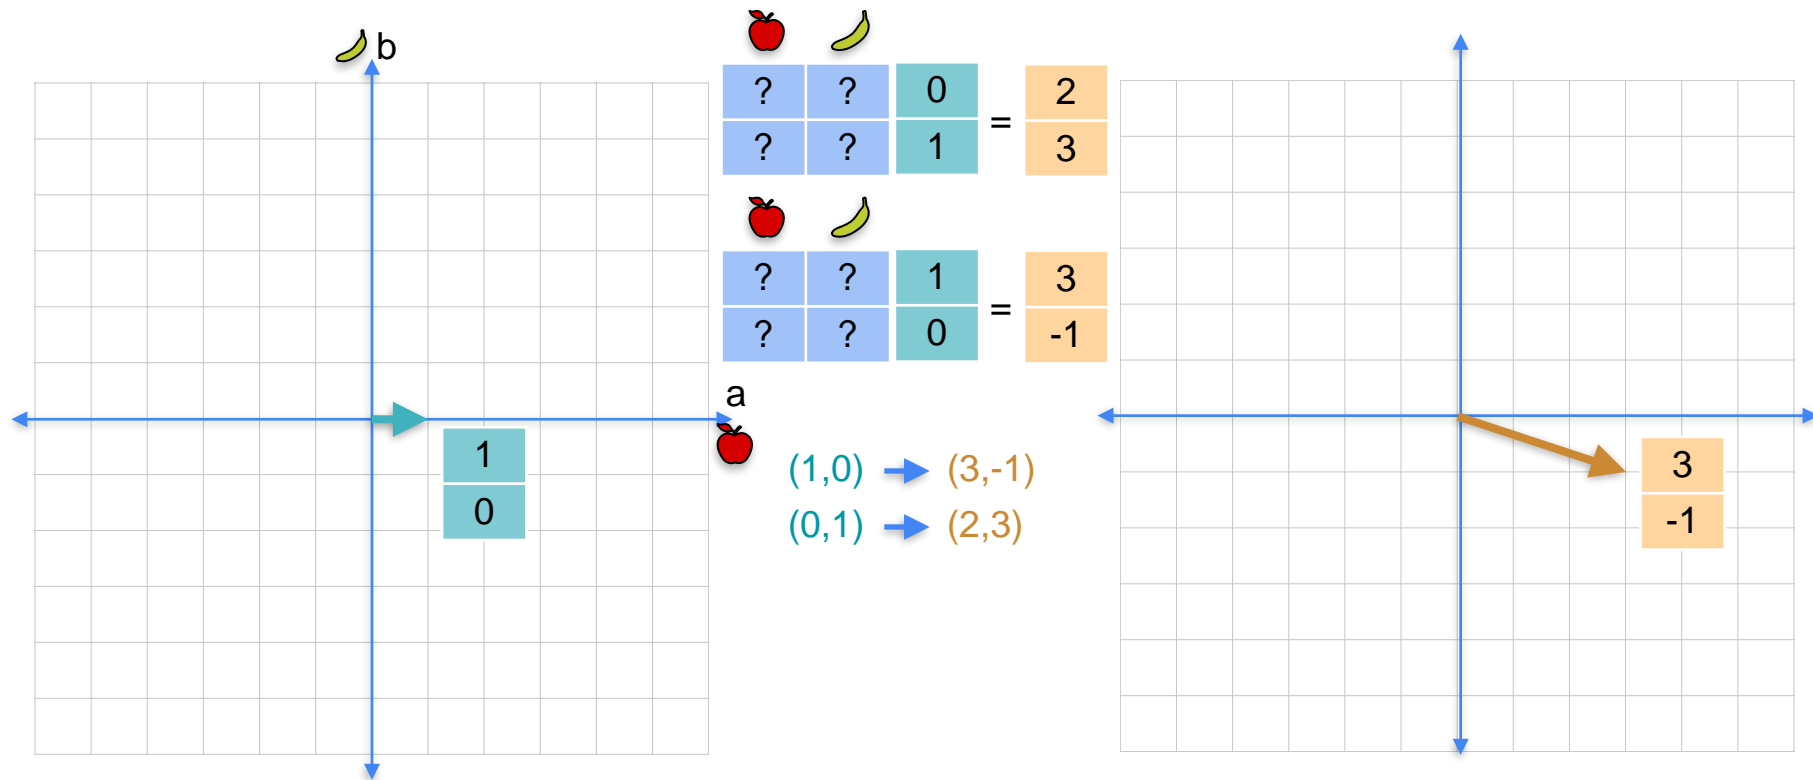 b
? ? 0 = 2
? ? 1 3
? ? 1 = 3
? ? 0 -1
a
1
0
(1,0) (3,-1)
(0,1) (2,3)
3
-1